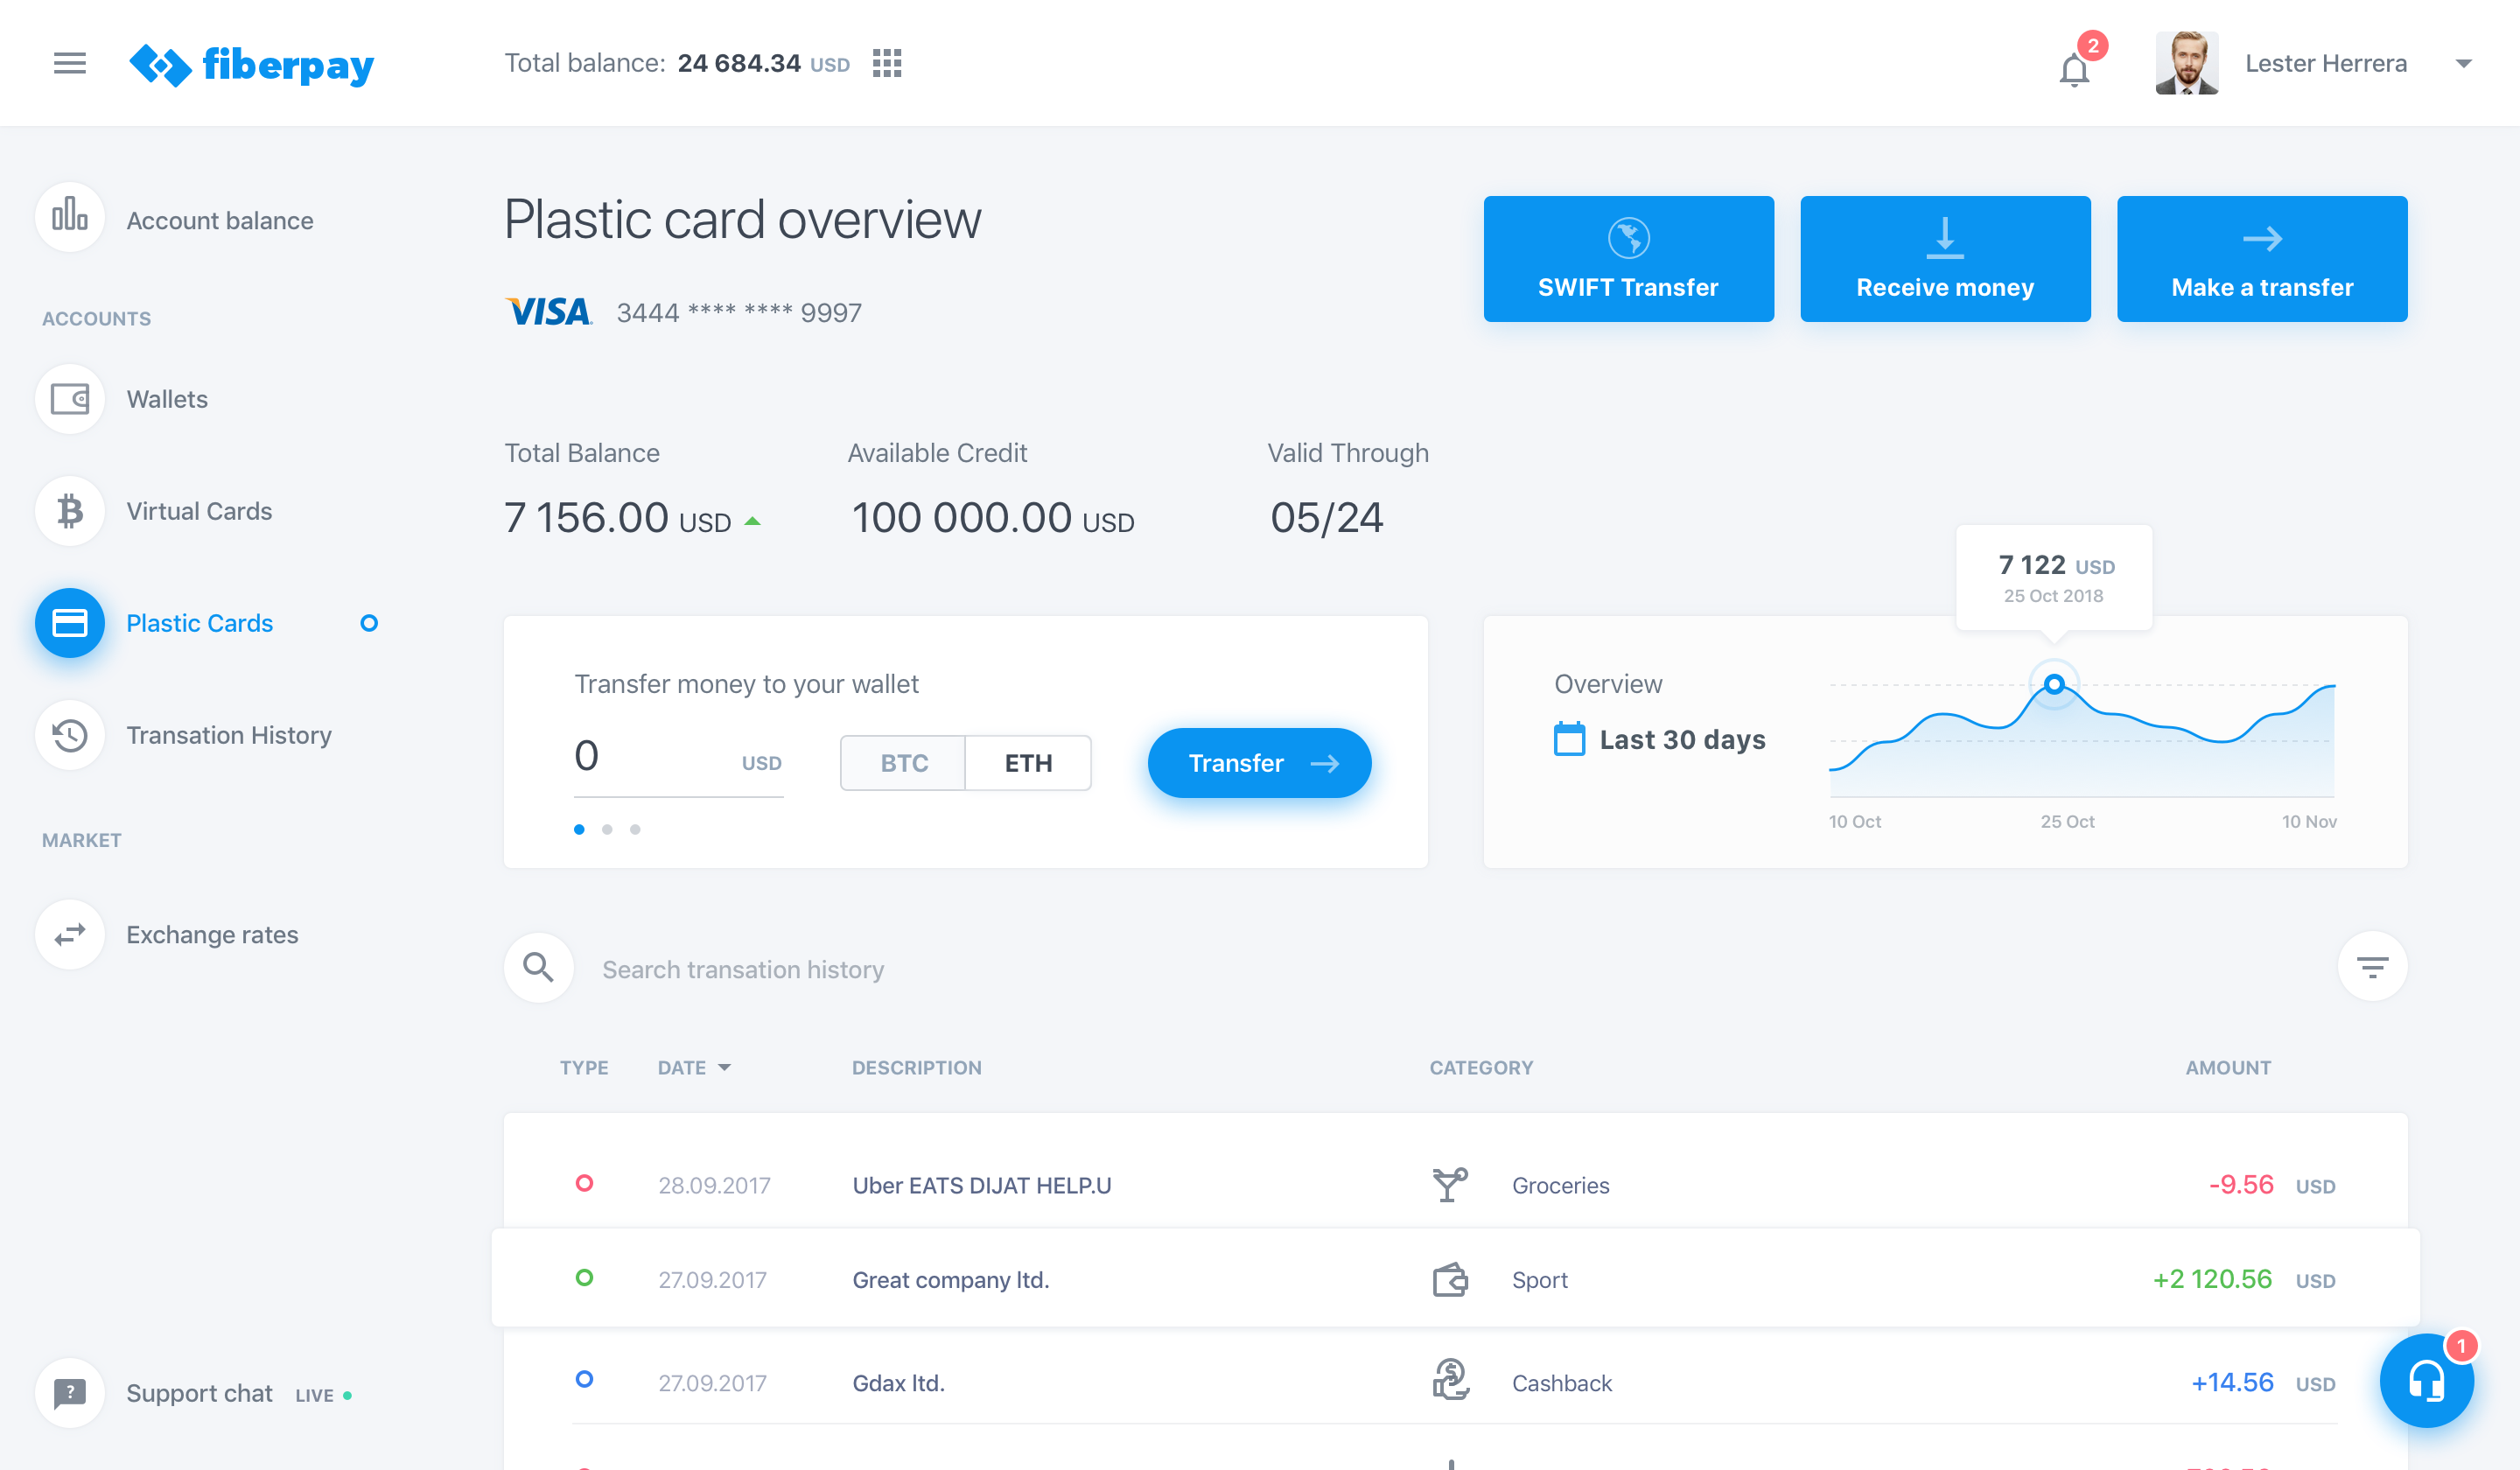 fiberpay
Total balance: 24 684.34 USD
2
Lester Herrera
Account balance
ACCOUNTS
Wallets
Virtual Cards
Plastic Cards
Transation History
MARKET
Exchange rates
Support chat LIVE
Plastic card overview
VISA 3444 **** **** 9997
SWIFT Transfer
Receive money
Make a transfer
Total Balance
7 156.00 USD
Available Credit
100 000.00 USD
Valid Through
05/24
Transfer money to your wallet
0 USD
BTC ETH
Transfer
7 122 USD
25 Oct 2018
Overview
Last 30 days
10 Oct 25 Oct 10 Nov
Search transation history
TYPE DATE DESCRIPTION CATEGORY AMOUNT
28.09.2017 Uber EATS DIJAT HELP.U Groceries -9.56 USD
27.09.2017 Great company ltd. Sport +2 120.56 USD
27.09.2017 Gdax ltd. Cashback +14.56 USD
1